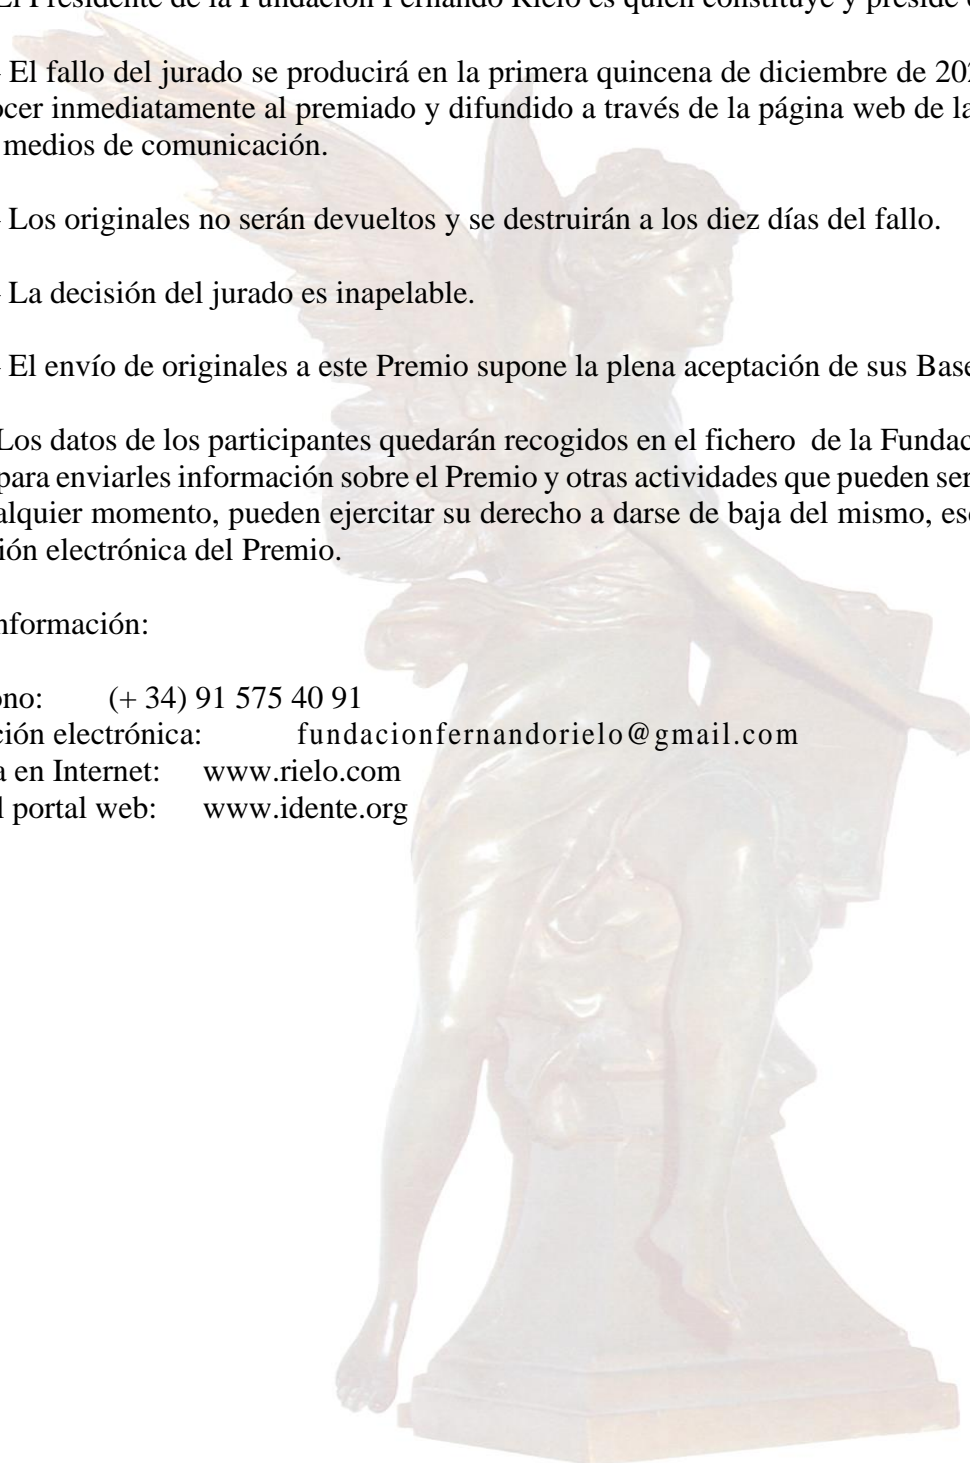 El Presidente de la Fundación Fernando Rielo es quien constituye y preside
El fallo del jurado se producirá en la primera quincena de diciembre de 202
ocer inmediatamente al premiado y difundido a través de la página web de la
medios de comunicación.
Los originales no serán devueltos y se destruirán a los diez días del fallo.
La decisión del jurado es inapelable.
El envío de originales a este Premio supone la plena aceptación de sus Base
Los datos de los participantes quedarán recogidos en el fichero de la Fundac
para enviarles información sobre el Premio y otras actividades que pueden ser
alquier momento, pueden ejercitar su derecho a darse de baja del mismo, esc
ción electrónica del Premio.
nformación:
ono: (+ 34) 91 575 40 91
ción electrónica: fundacionfernandorielo@gmail.com
a en Internet: www.rielo.com
l portal web: www.idente.org